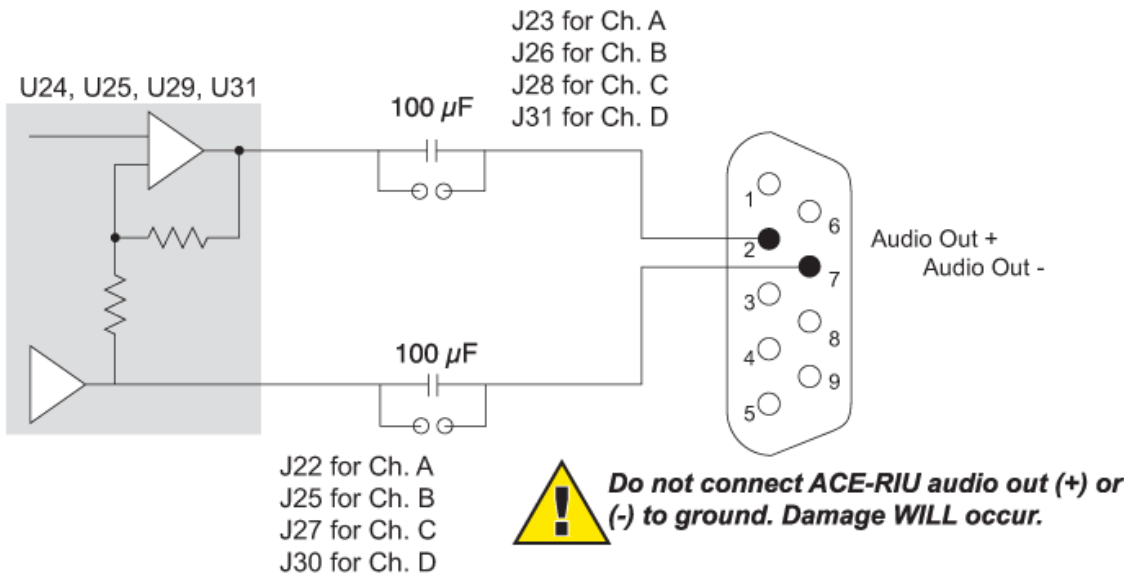 J23 for Ch. A
J26 for Ch. B
J28 for Ch. C
J31 for Ch. D
U24, U25, U29, U31
100 µF
1
6
2
Audio Out +
7
Audio Out -
3
8
4
9
5
100 µF
J22 for Ch. A
J25 for Ch. B
J27 for Ch. C
J30 for Ch. D
!
Do not connect ACE-RIU audio out (+) or
(-) to ground. Damage WILL occur.